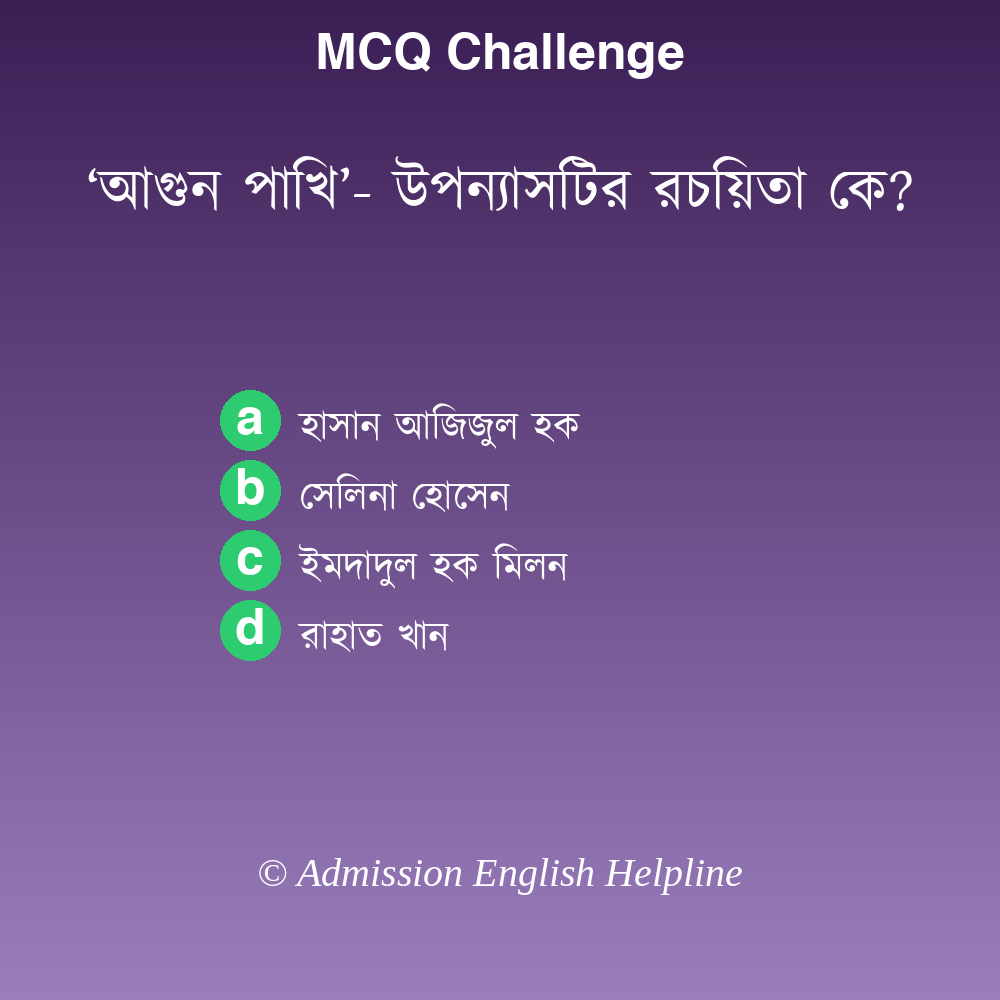 MCQ Challenge
‘আগুন পাখি’- উপন্যাসটির রচয়িতা কে?
a হাসান আজিজুল হক
b সেলিনা হোসেন
c ইমদাদুল হক মিলন
d রাহাত খান
© Admission English Helpline